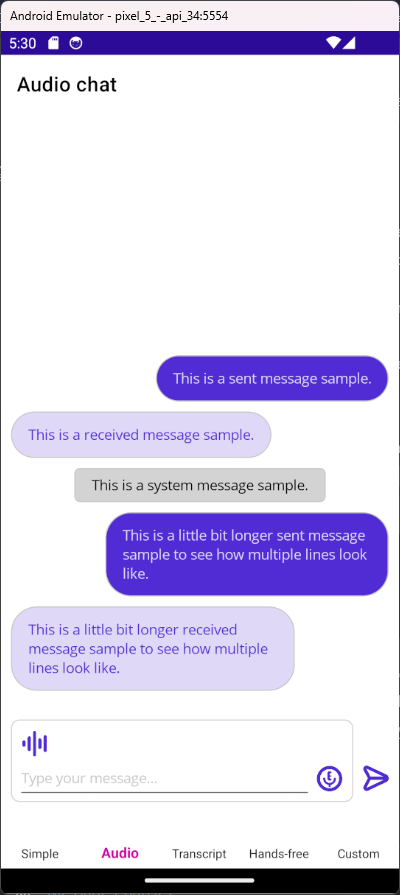 Android Emulator - pixel_5_-_api_34:5554
5:30
Audio chat
This is a sent message sample.
This is a received message sample.
This is a system message sample.
This is a little bit longer sent message
sample to see how multiple lines look
like.
This is a little bit longer received
message sample to see how multiple
lines look like.
Type your message...
Simple Audio Transcript Hands-free Custom